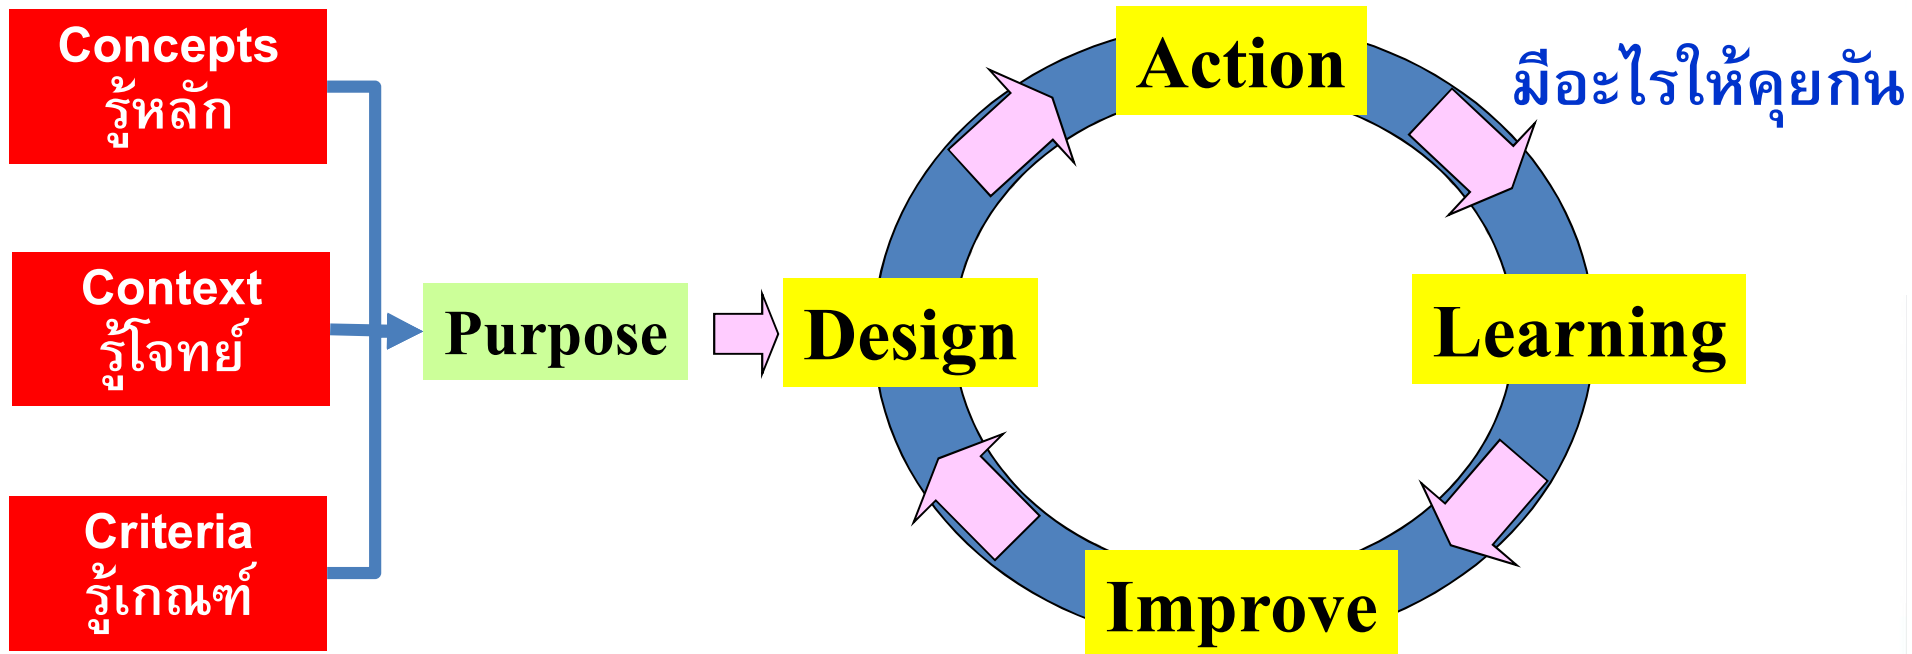 Concepts
รู้หลัก
Context
รู้โจทย์
Criteria
รู้เกณฑ์
Purpose
Design
Action
Learning
Improve
มีอะไรให้คุยกัน